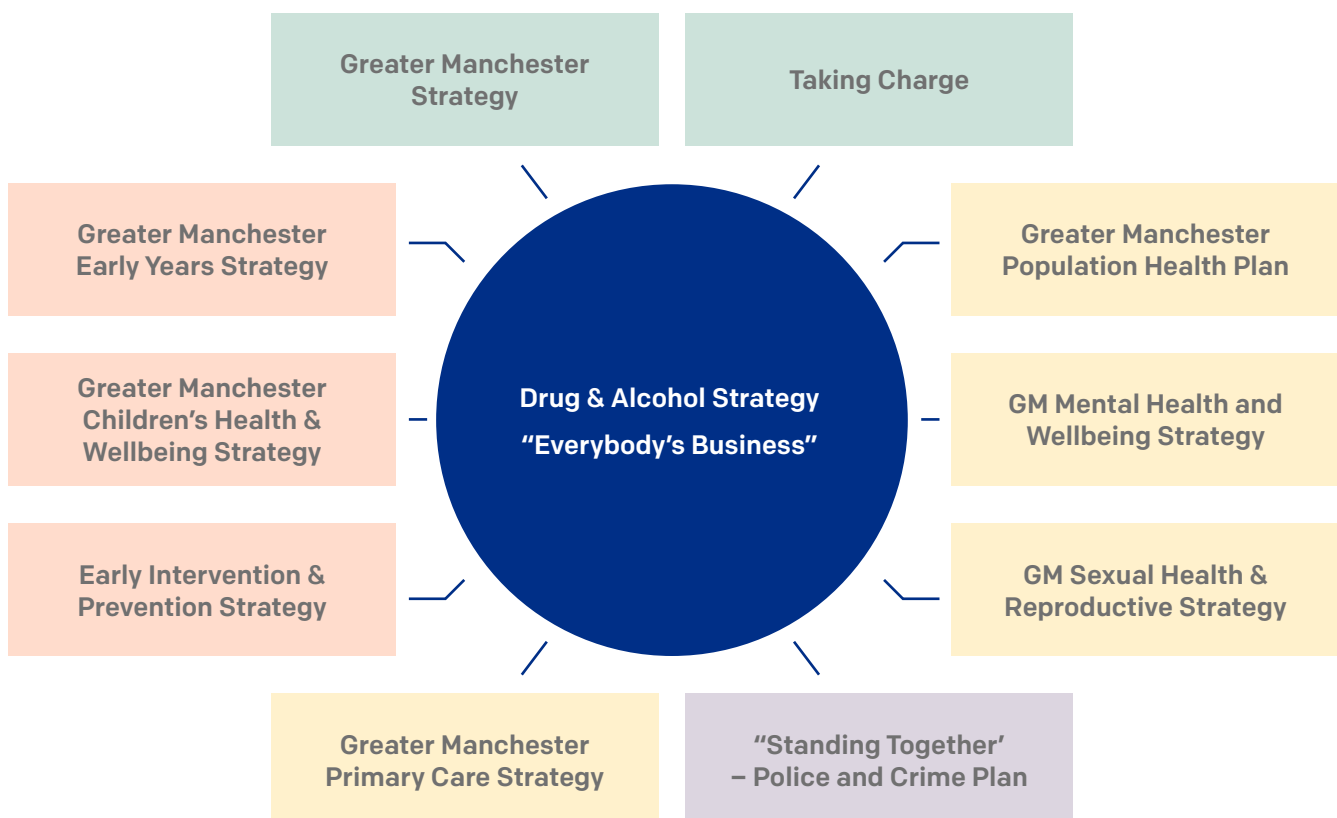 Greater Manchester
Strategy
Taking Charge
Greater Manchester
Early Years Strategy
Greater Manchester
Population Health Plan
Greater Manchester
Children’s Health &
Wellbeing Strategy
Drug & Alcohol Strategy
“Everybody’s Business”
GM Mental Health and
Wellbeing Strategy
Early Intervention &
Prevention Strategy
GM Sexual Health &
Reproductive Strategy
Greater Manchester
Primary Care Strategy
“Standing Together’
– Police and Crime Plan